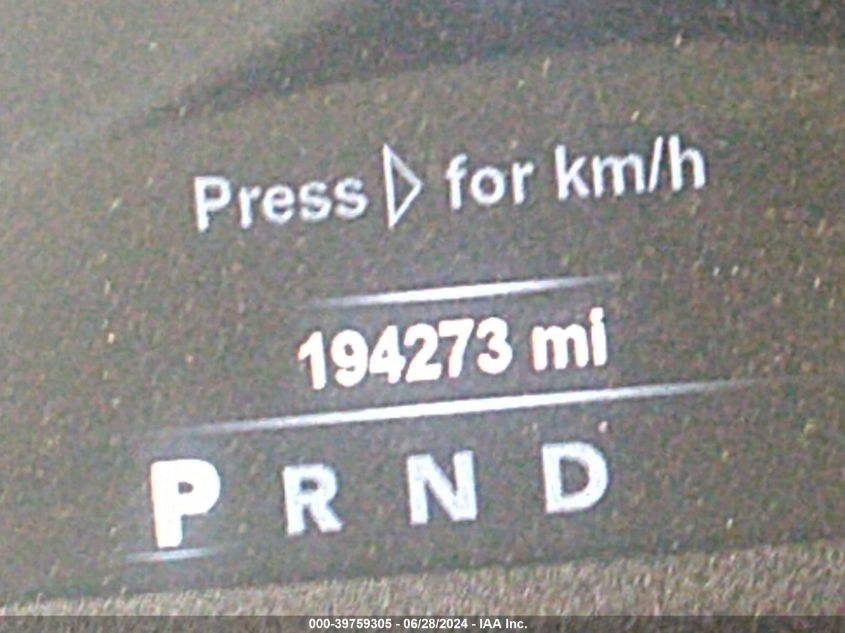 Press ▷ for km/h
194273 mi
P R N D
000-39759305 - 06/28/2024 - IAA Inc.